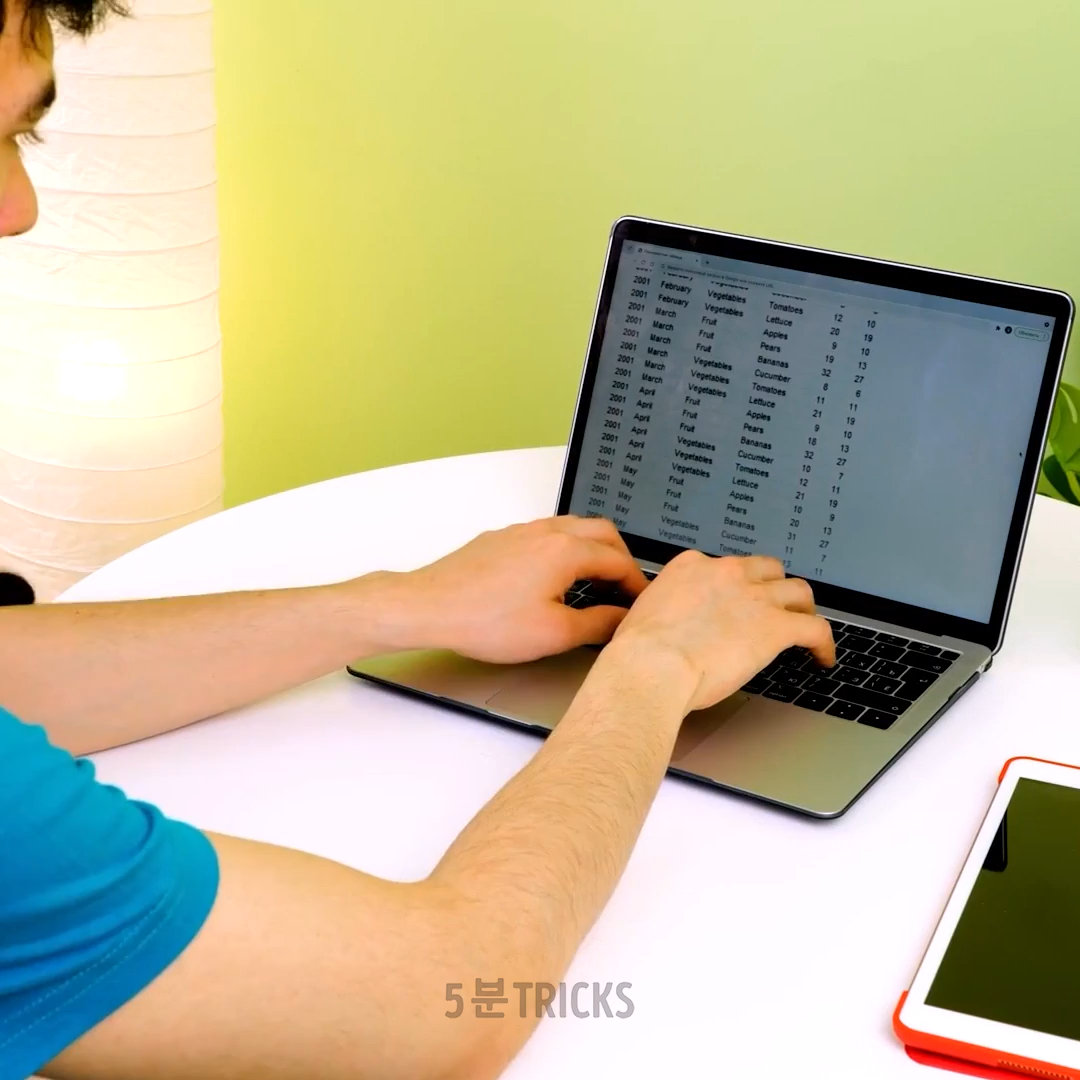 2001 February Vegetables Tomatoes 12 10
2001 February Vegetables Lettuce 20 19
2001 March Fruit Apples 9 10
2001 March Fruit Pears 19 13
2001 March Fruit Bananas 32 27
2001 March Vegetables Cucumber 8 6
2001 March Vegetables Tomatoes 11 11
2001 March Vegetables Lettuce 21 19
2001 April Fruit Apples 9 10
2001 April Fruit Pears 18 13
2001 April Fruit Bananas 32 27
2001 April Vegetables Cucumber 10 7
2001 April Vegetables Tomatoes 12 11
2001 April Vegetables Lettuce 21 19
2001 May Fruit Apples 10 9
2001 May Fruit Pears 20 13
2001 May Fruit Bananas 31 27
2001 May Vegetables Cucumber 11 7
2001 May Vegetables Tomatoes 13 11
5분TRICKS